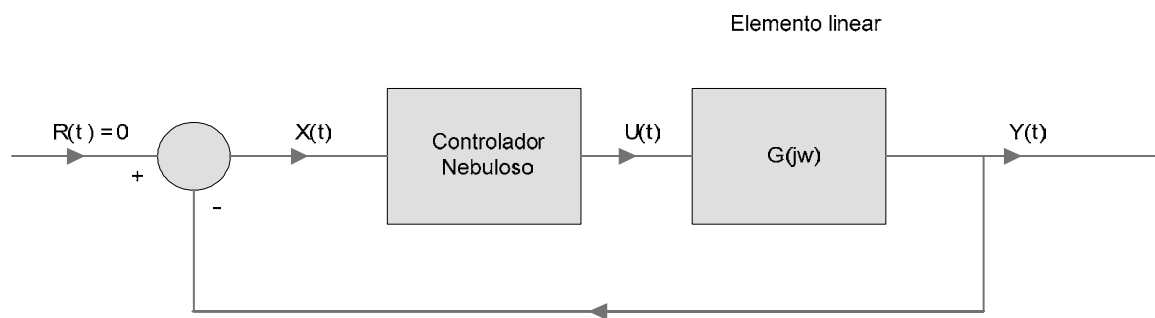 Elemento linear
R(t) = 0
X(t)
Controlador
Nebuloso
U(t)
G(jw)
Y(t)
+
-